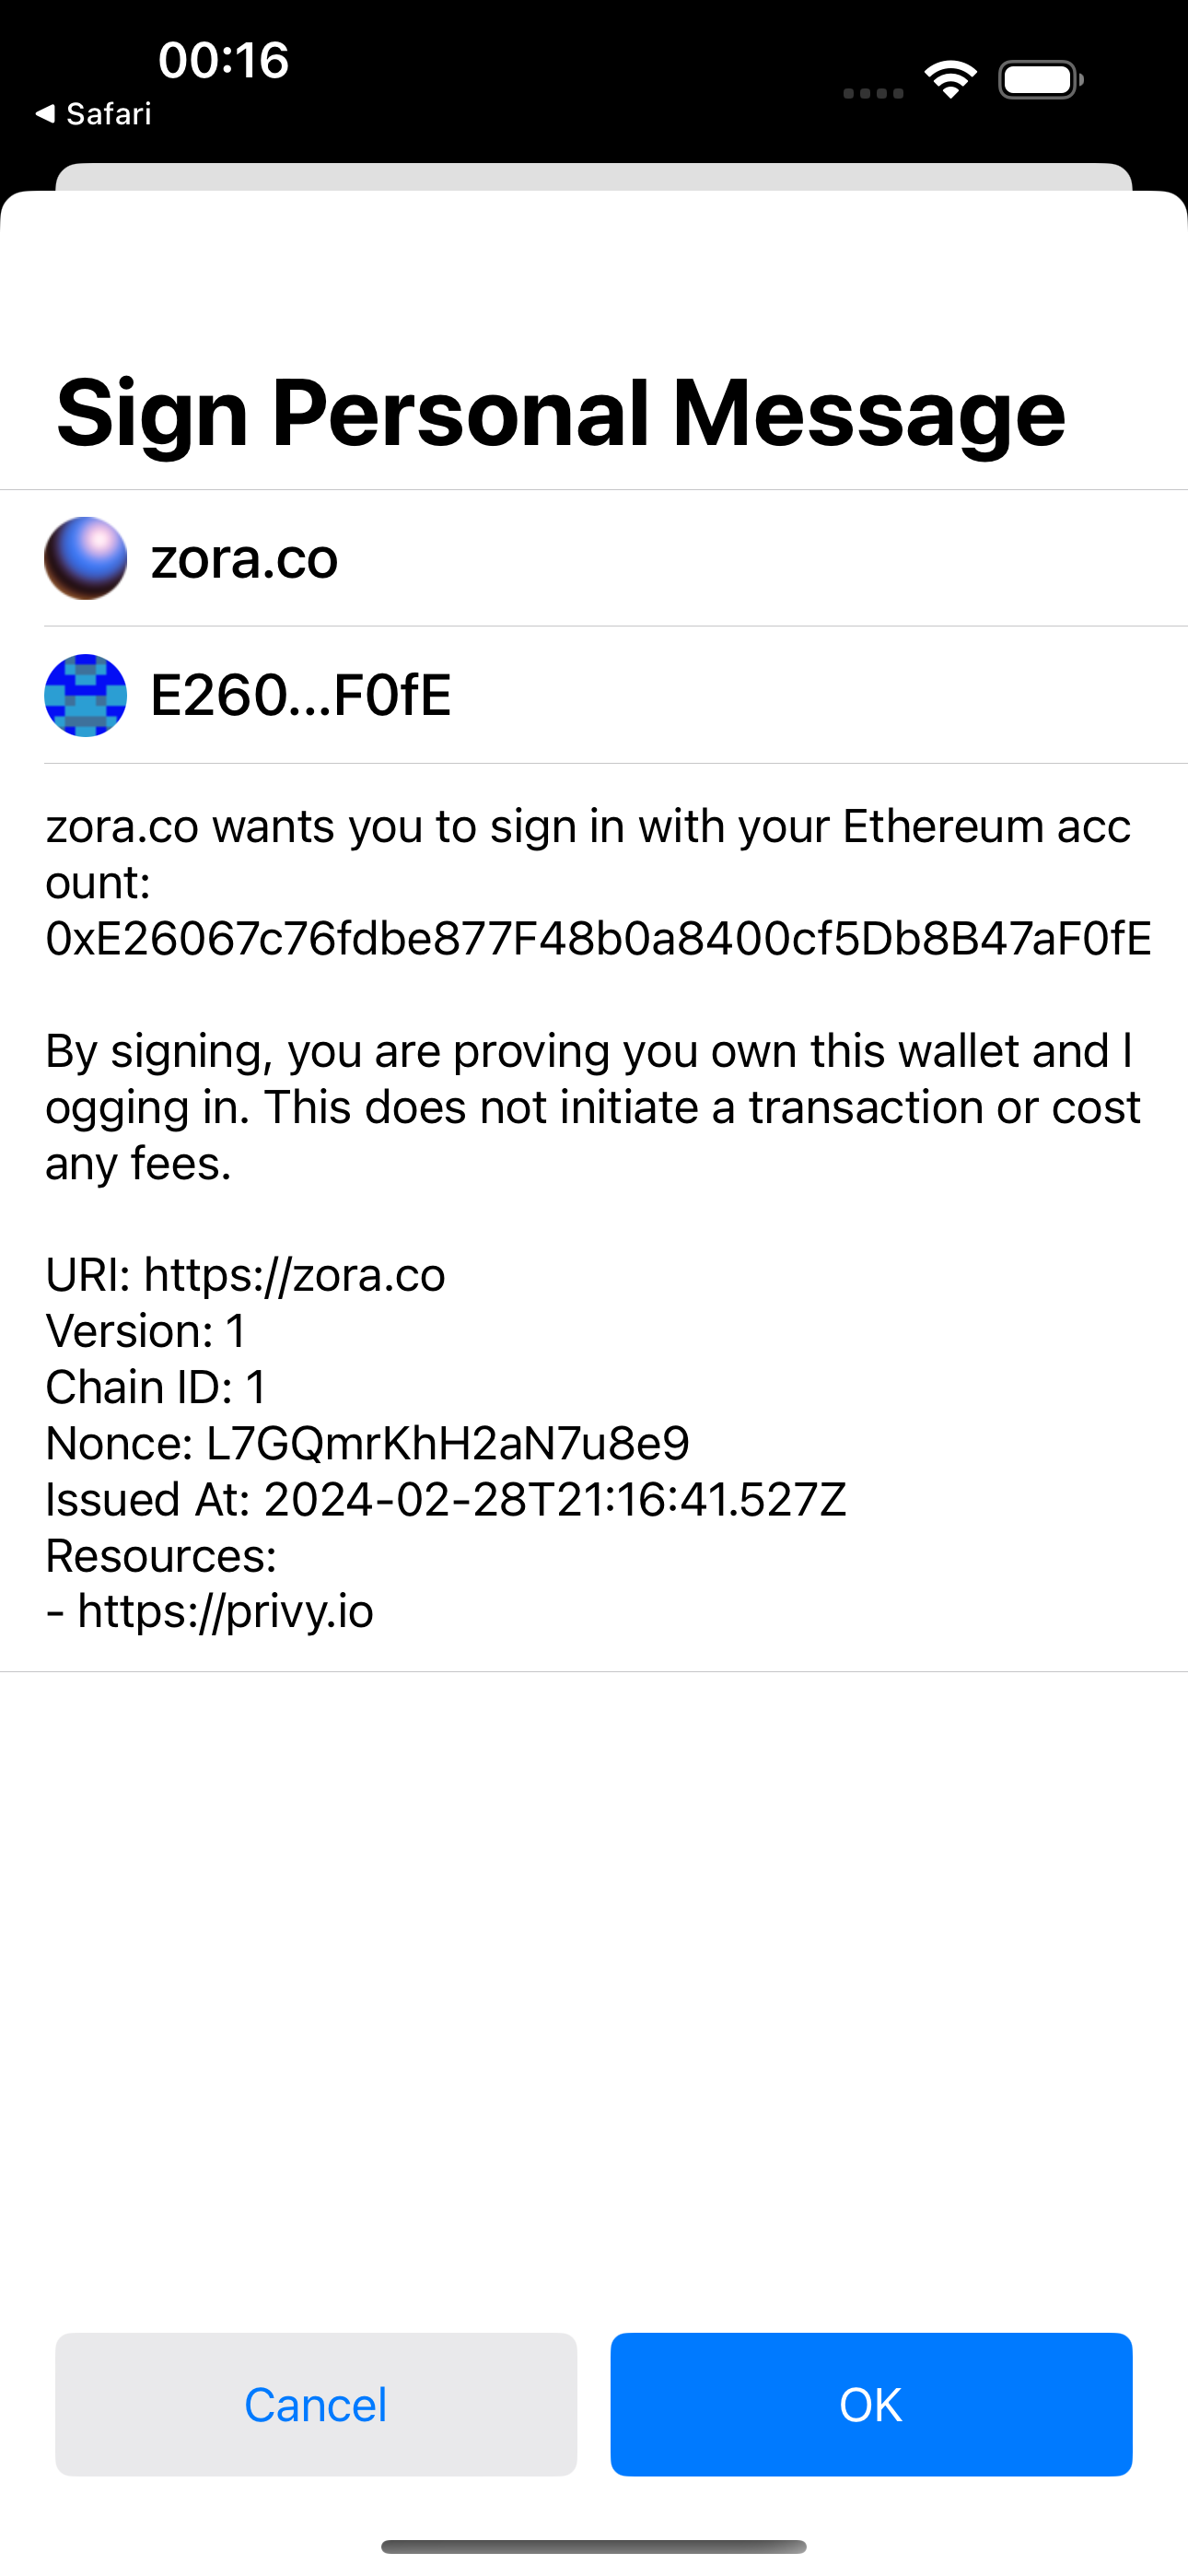 00:16
◀ Safari
Sign Personal Message
zora.co
E260...F0fE
zora.co wants you to sign in with your Ethereum acc
ount:
0xE26067c76fdbe877F48b0a8400cf5Db8B47aF0fE
By signing, you are proving you own this wallet and l
ogging in. This does not initiate a transaction or cost
any fees.
URI: https://zora.co
Version: 1
Chain ID: 1
Nonce: L7GQmrKhH2aN7u8e9
Issued At: 2024-02-28T21:16:41.527Z
Resources:
- https://privy.io
Cancel
OK